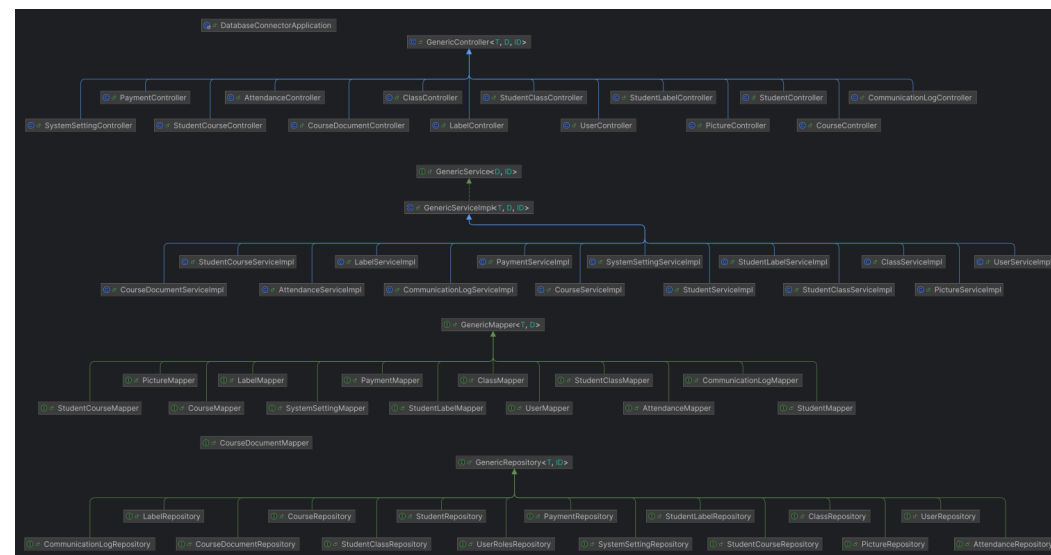 DatabaseConnectorApplication
GenericController<T, D, ID>
PaymentController AttendanceController ClassController StudentClassController StudentLabelController StudentController CommunicationLogController
SystemSettingController StudentCourseController CourseDocumentController LabelController UserController PictureController CourseController
GenericService<D, ID>
GenericServiceImpl<T, D, ID>
StudentCourseServiceImpl LabelServiceImpl PaymentServiceImpl SystemSettingServiceImpl StudentLabelServiceImpl ClassServiceImpl UserServiceImpl
CourseDocumentServiceImpl AttendanceServiceImpl CommunicationLogServiceImpl CourseServiceImpl StudentServiceImpl StudentClassServiceImpl PictureServiceImpl
GenericMapper<T, D>
PictureMapper LabelMapper PaymentMapper ClassMapper StudentClassMapper CommunicationLogMapper
StudentCourseMapper CourseMapper SystemSettingMapper StudentLabelMapper UserMapper AttendanceMapper StudentMapper
CourseDocumentMapper
GenericRepository<T, ID>
LabelRepository CourseRepository StudentRepository PaymentRepository StudentLabelRepository ClassRepository UserRepository
CommunicationLogRepository CourseDocumentRepository StudentClassRepository UserRolesRepository SystemSettingRepository StudentCourseRepository PictureRepository AttendanceRepository